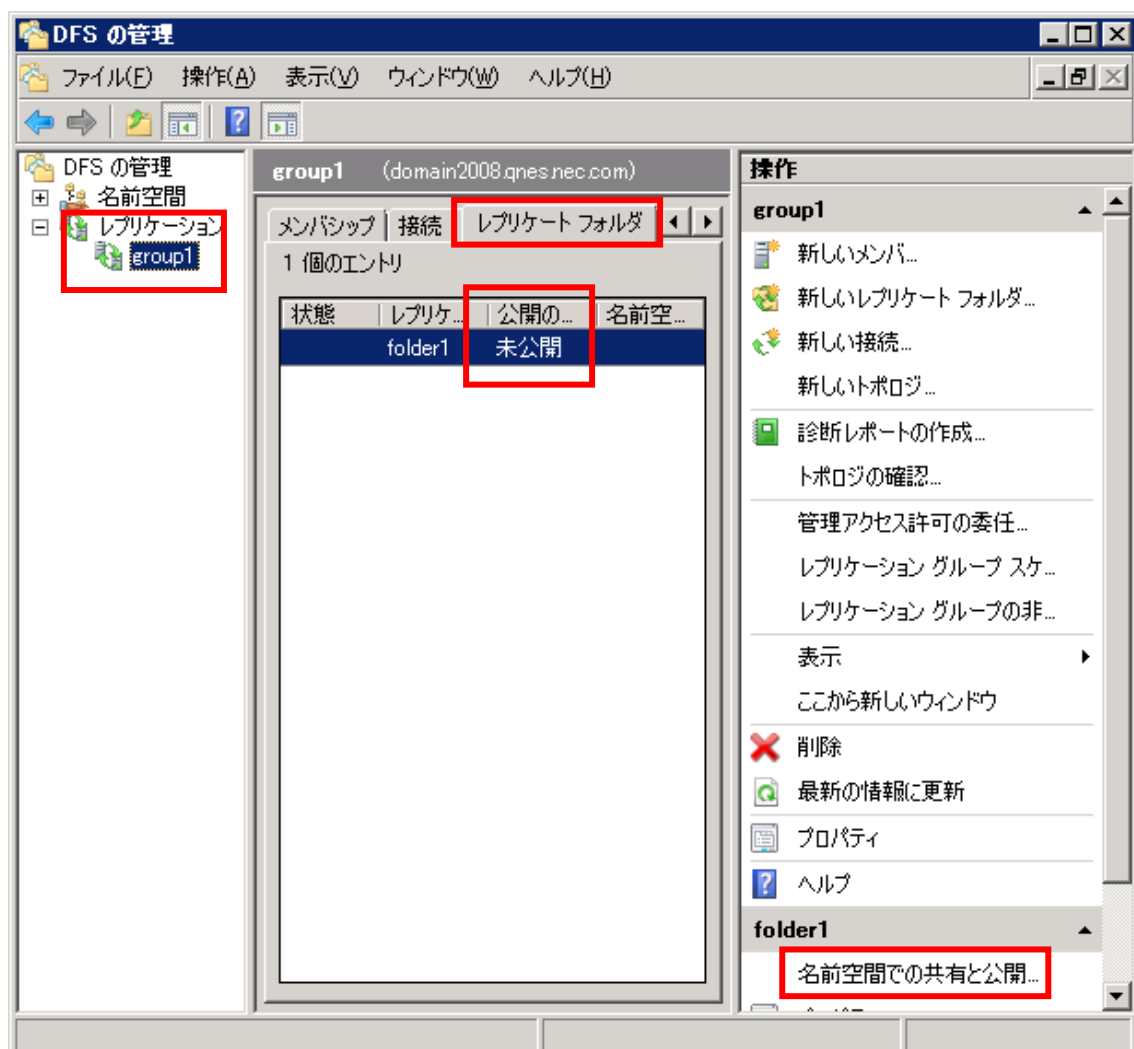 DFS の管理
ファイル(F) 操作(A) 表示(V) ウィンドウ(W) ヘルプ(H)
DFS の管理
名前空間
レプリケーション
group1
group1 (domain2008.qnes.nec.com)
メンバシップ 接続 レプリケート フォルダ
1 個のエントリ
状態 レプリケ... 公開の... 名前空...
folder1 未公開
操作
group1
新しいメンバ...
新しいレプリケート フォルダ...
新しい接続...
新しいトポロジ...
診断レポートの作成...
トポロジの確認...
管理アクセス許可の委任...
レプリケーション グループ スケ...
レプリケーション グループの非...
表示
ここから新しいウィンドウ
削除
最新の情報に更新
プロパティ
ヘルプ
folder1
名前空間での共有と公開...